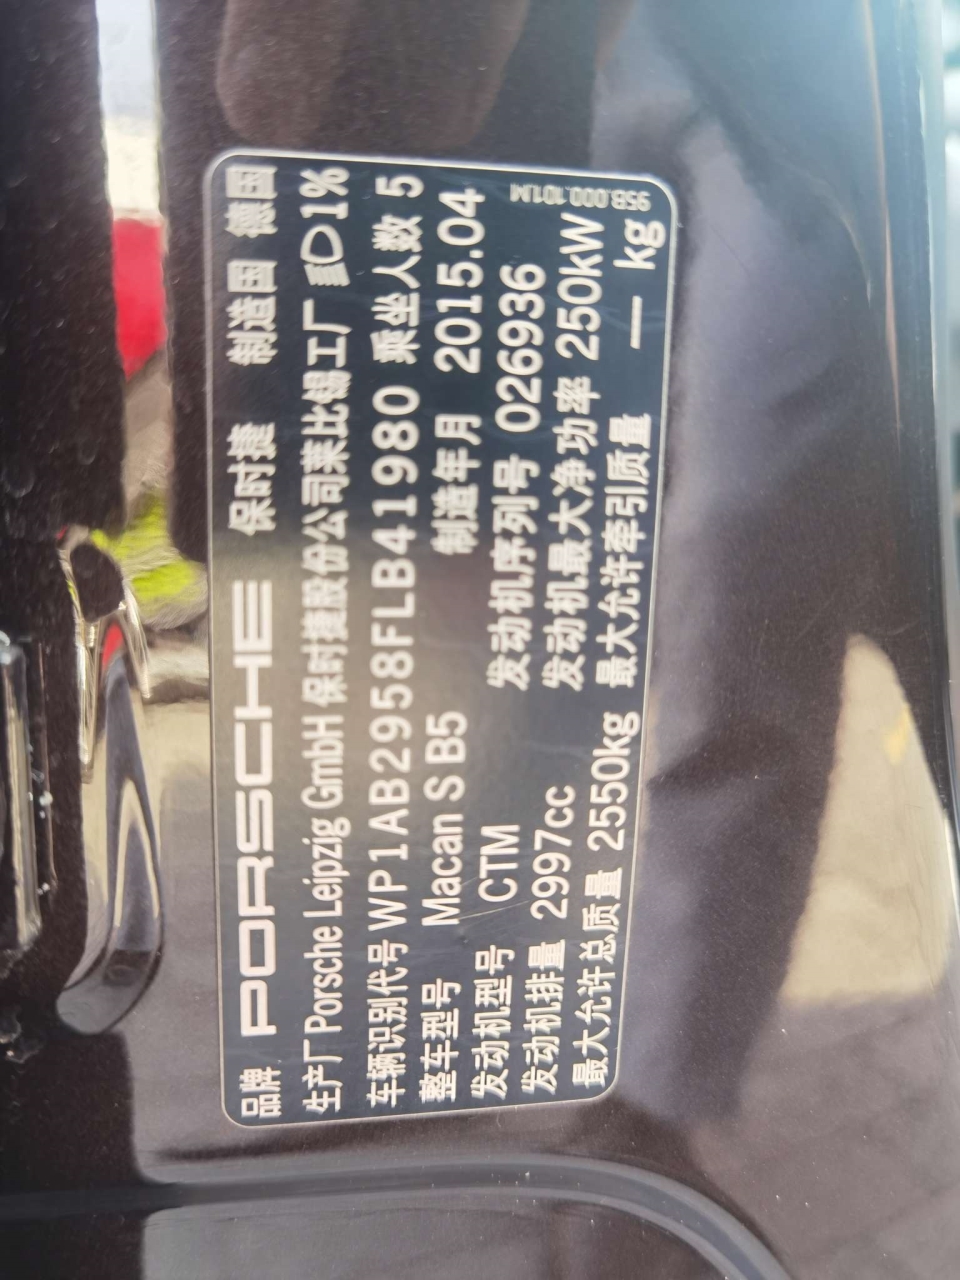 品牌 PORSCHE 保时捷 制造国 德国
生产厂 Porsche Leipzig GmbH 保时捷股份公司莱比锡工厂 1%
车辆识别代号 WP1AB2958FLB41980 乘坐人数 5
整车型号 Macan S B5 制造年月 2015.04
发动机型号 CTM 发动机序列号 026936
发动机排量 2997cc 发动机最大净功率 250kW
最大允许总质量 2550kg 最大允许牵引质量 — kg
95B.000.101.M